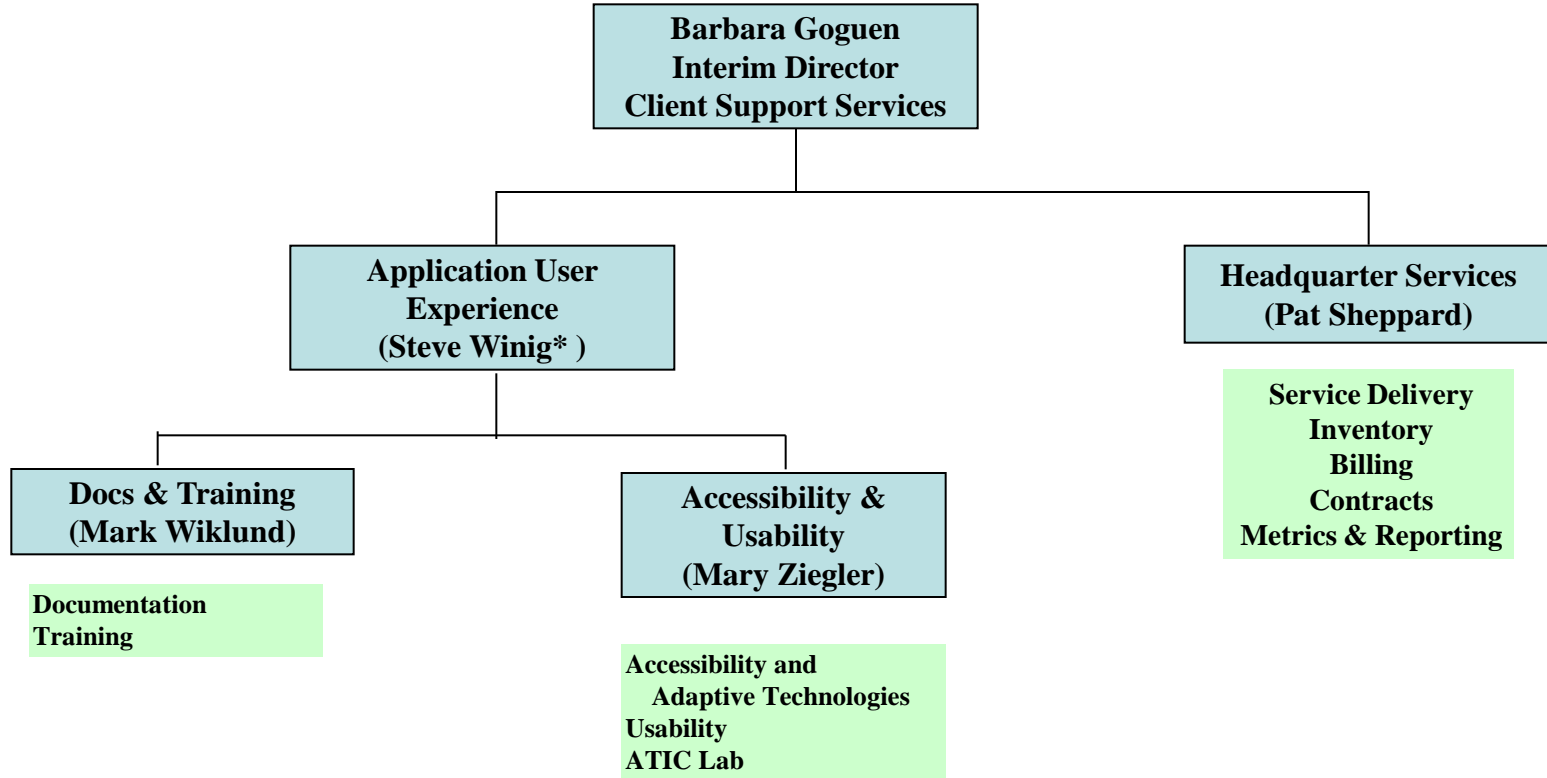 Barbara Goguen
Interim Director
Client Support Services
Application User
Experience
(Steve Winig* )
Headquarter Services
(Pat Sheppard)
Service Delivery
Inventory
Billing
Contracts
Metrics & Reporting
Docs & Training
(Mark Wiklund)
Documentation
Training
Accessibility &
Usability
(Mary Ziegler)
Accessibility and
Adaptive Technologies
Usability
ATIC Lab